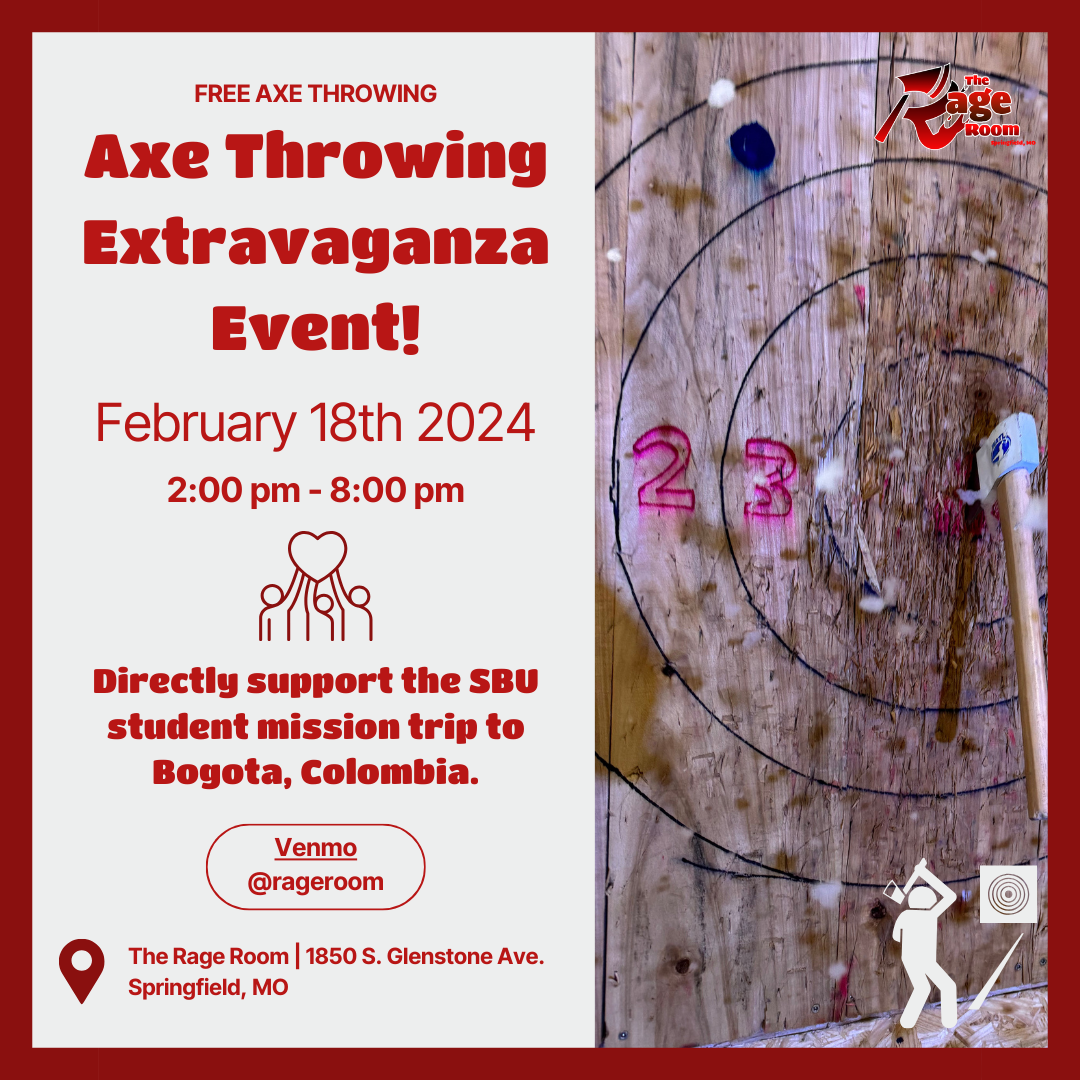 FREE AXE THROWING
Axe Throwing
Extravaganza
Event!
February 18th 2024
2:00 pm - 8:00 pm
Directly support the SBU
student mission trip to
Bogota, Colombia.
Venmo
@rageroom
The Rage Room | 1850 S. Glenstone Ave.
Springfield, MO
The
Rage
Room
Springfield, MO
2 3